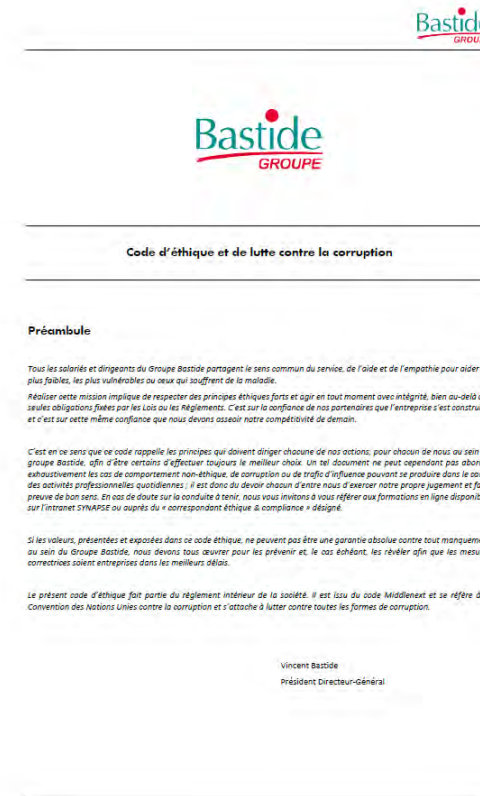 Bastide
GROUPE
Bastide
GROUPE
Code d'éthique et de lutte contre la corruption
Préambule
Tous les salariés et dirigeants du Groupe Bastide partagent le sens commun du service, de l'aide et de l'empathie pour aider
plus faibles, les plus vulnérables ou ceux qui souffrent de la maladie.
Réaliser cette mission implique de respecter des principes éthiques forts et agir en tout moment avec intégrité, bien au-delà
seules obligations fixées par les Lois ou les Règlements. C'est sur la confiance de nos partenaires que l'entreprise s'est
et c'est sur cette même confiance que nous devons asseoir notre compétitivité de demain.
C'est en ce sens que ce code rappelle les principes qui doivent diriger chacune de nos actions, pour chacun de nous au sein
groupe Bastide, afin d'être certains d'effectuer toujours le meilleur choix. Un tel document ne peut cependant pas
exhaustivement les cas de comportement non-éthique, de corruption ou de trafic d'influence pouvant se produire dans le
des activités professionnelles quotidiennes ; il est donc du devoir chacun d'entre nous d'exercer notre propre jugement et
preuve de bon sens. En cas de doute sur la conduite à tenir, nous vous invitons à vous référer aux formations en ligne
sur l'intranet SYNAPSE ou auprès du « correspondant éthique & compliance » désigné.
Si les valeurs, présentées et exposées dans ce code éthique, ne peuvent pas être une garantie absolue contre tout
au sein du Groupe Bastide, nous devons tous œuvrer pour les prévenir et, le cas échéant, les révéler afin que les
correctrices soient entreprises dans les meilleurs délais.
Le présent code d'éthique fait partie du règlement intérieur de la société. Il est issu du code Middlenext et se réfère à
Convention des Nations Unies contre la corruption et s'attache à lutter contre toutes les formes de corruption.
Vincent Bastide
Président Directeur-Général